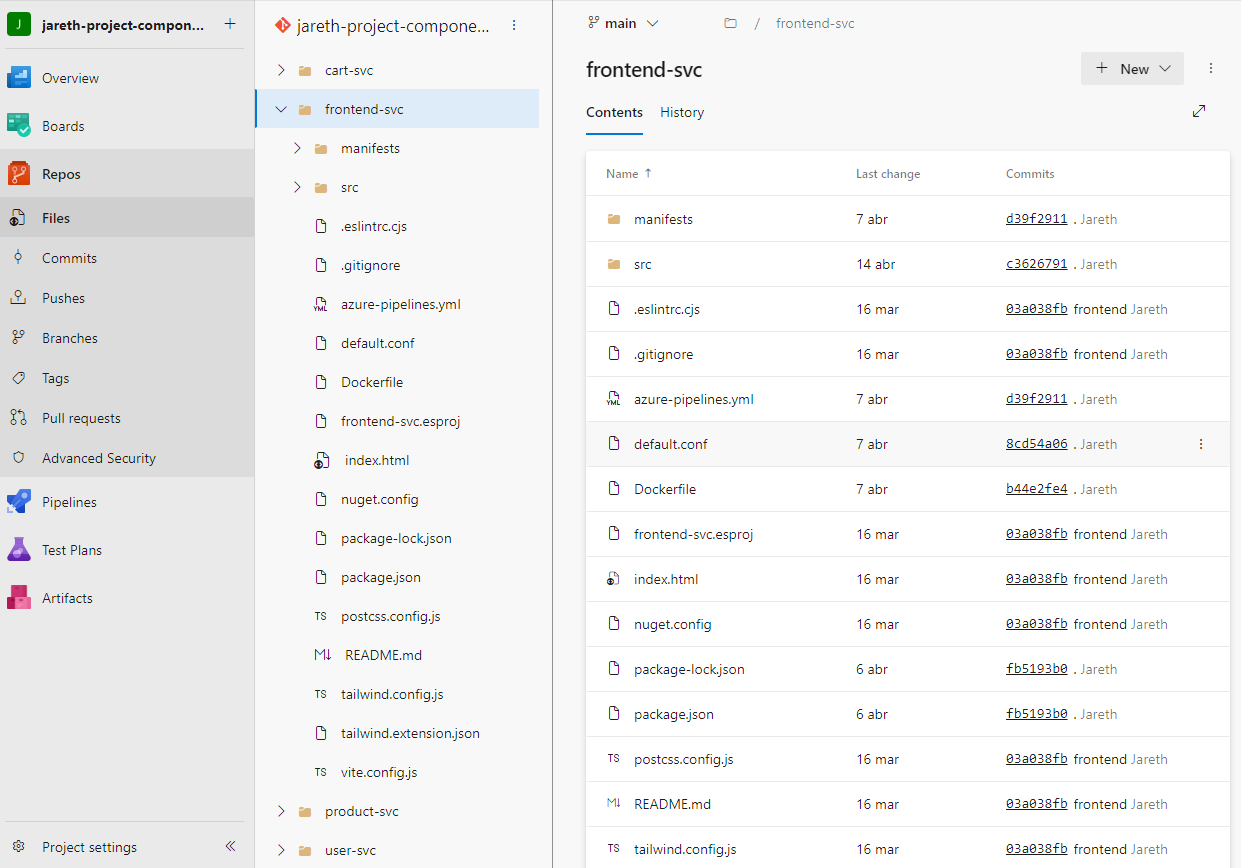 J jareth-project-compon... +
Overview
Boards
Repos
Files
Commits
Pushes
Branches
Tags
Pull requests
Advanced Security
Pipelines
Test Plans
Artifacts
Project settings
jareth-project-compone...
cart-svc
frontend-svc
manifests
src
.eslintrc.cjs
.gitignore
YML azure-pipelines.yml
default.conf
Dockerfile
frontend-svc.esproj
index.html
nuget.config
package-lock.json
package.json
TS postcss.config.js
M↓ README.md
TS tailwind.config.js
tailwind.extension.json
TS vite.config.js
product-svc
user-svc
main / frontend-svc
frontend-svc
+ New
Contents History
Name ↑ Last change Commits
manifests 7 abr d39f2911 . Jareth
src 14 abr c3626791 . Jareth
.eslintrc.cjs 16 mar 03a038fb frontend Jareth
.gitignore 16 mar 03a038fb frontend Jareth
YML azure-pipelines.yml 7 abr d39f2911 . Jareth
default.conf 7 abr 8cd54a06 . Jareth
Dockerfile 7 abr b44e2fe4 . Jareth
frontend-svc.esproj 16 mar 03a038fb frontend Jareth
index.html 16 mar 03a038fb frontend Jareth
nuget.config 16 mar 03a038fb frontend Jareth
package-lock.json 6 abr fb5193b0 . Jareth
package.json 6 abr fb5193b0 . Jareth
TS postcss.config.js 16 mar 03a038fb frontend Jareth
M↓ README.md 16 mar 03a038fb frontend Jareth
TS tailwind.config.js 16 mar 03a038fb frontend Jareth